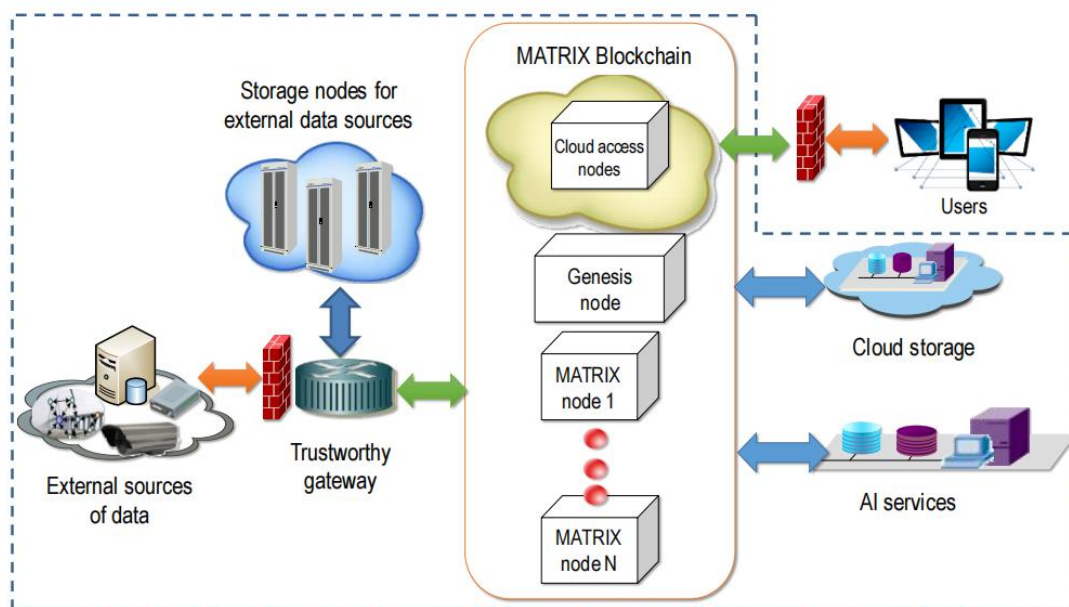 MATRIX Blockchain
Storage nodes for
external data sources
Cloud access
nodes
Users
Genesis
node
Cloud storage
MATRIX
node 1
Trustworthy
gateway
External sources
of data
AI services
MATRIX
node N